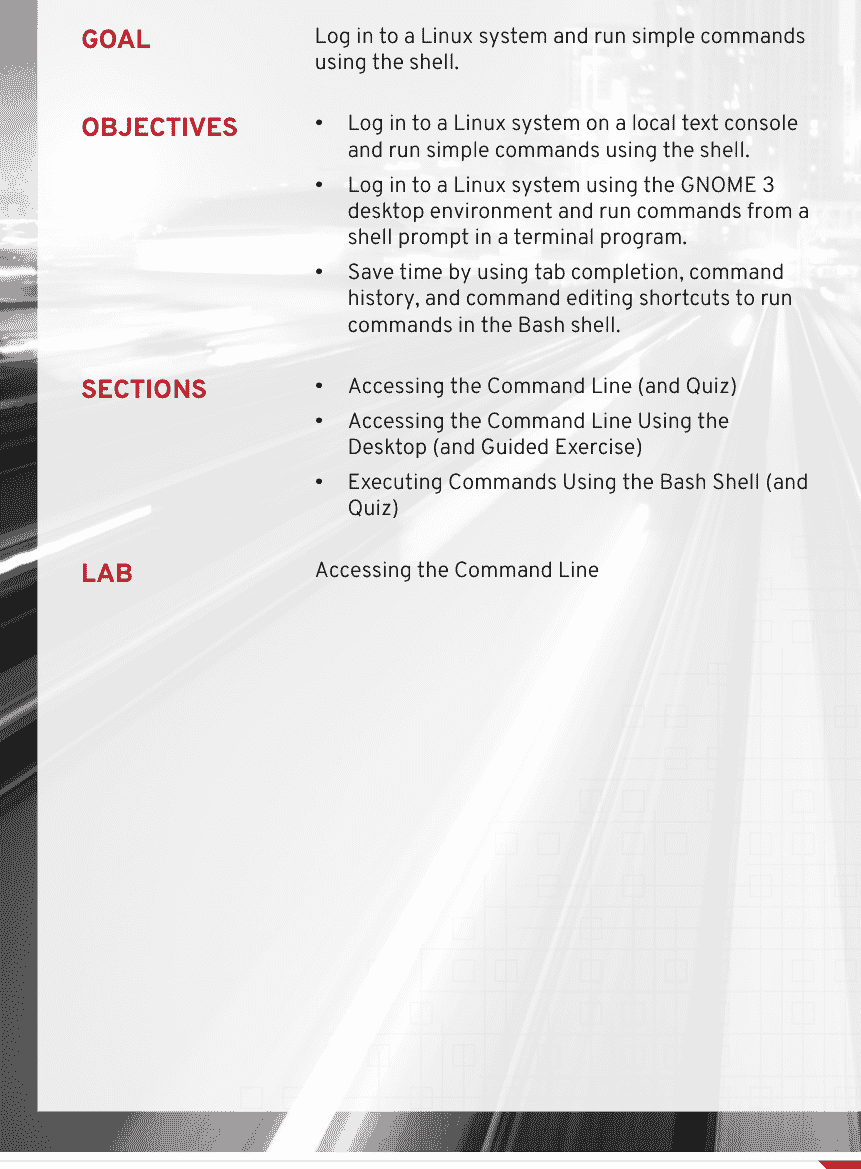 GOAL
Log in to a Linux system and run simple commands
using the shell.
OBJECTIVES
• Log in to a Linux system on a local text console
and run simple commands using the shell.
• Log in to a Linux system using the GNOME 3
desktop environment and run commands from a
shell prompt in a terminal program.
• Save time by using tab completion, command
history, and command editing shortcuts to run
commands in the Bash shell.
SECTIONS
• Accessing the Command Line (and Quiz)
• Accessing the Command Line Using the
Desktop (and Guided Exercise)
• Executing Commands Using the Bash Shell (and
Quiz)
LAB
Accessing the Command Line